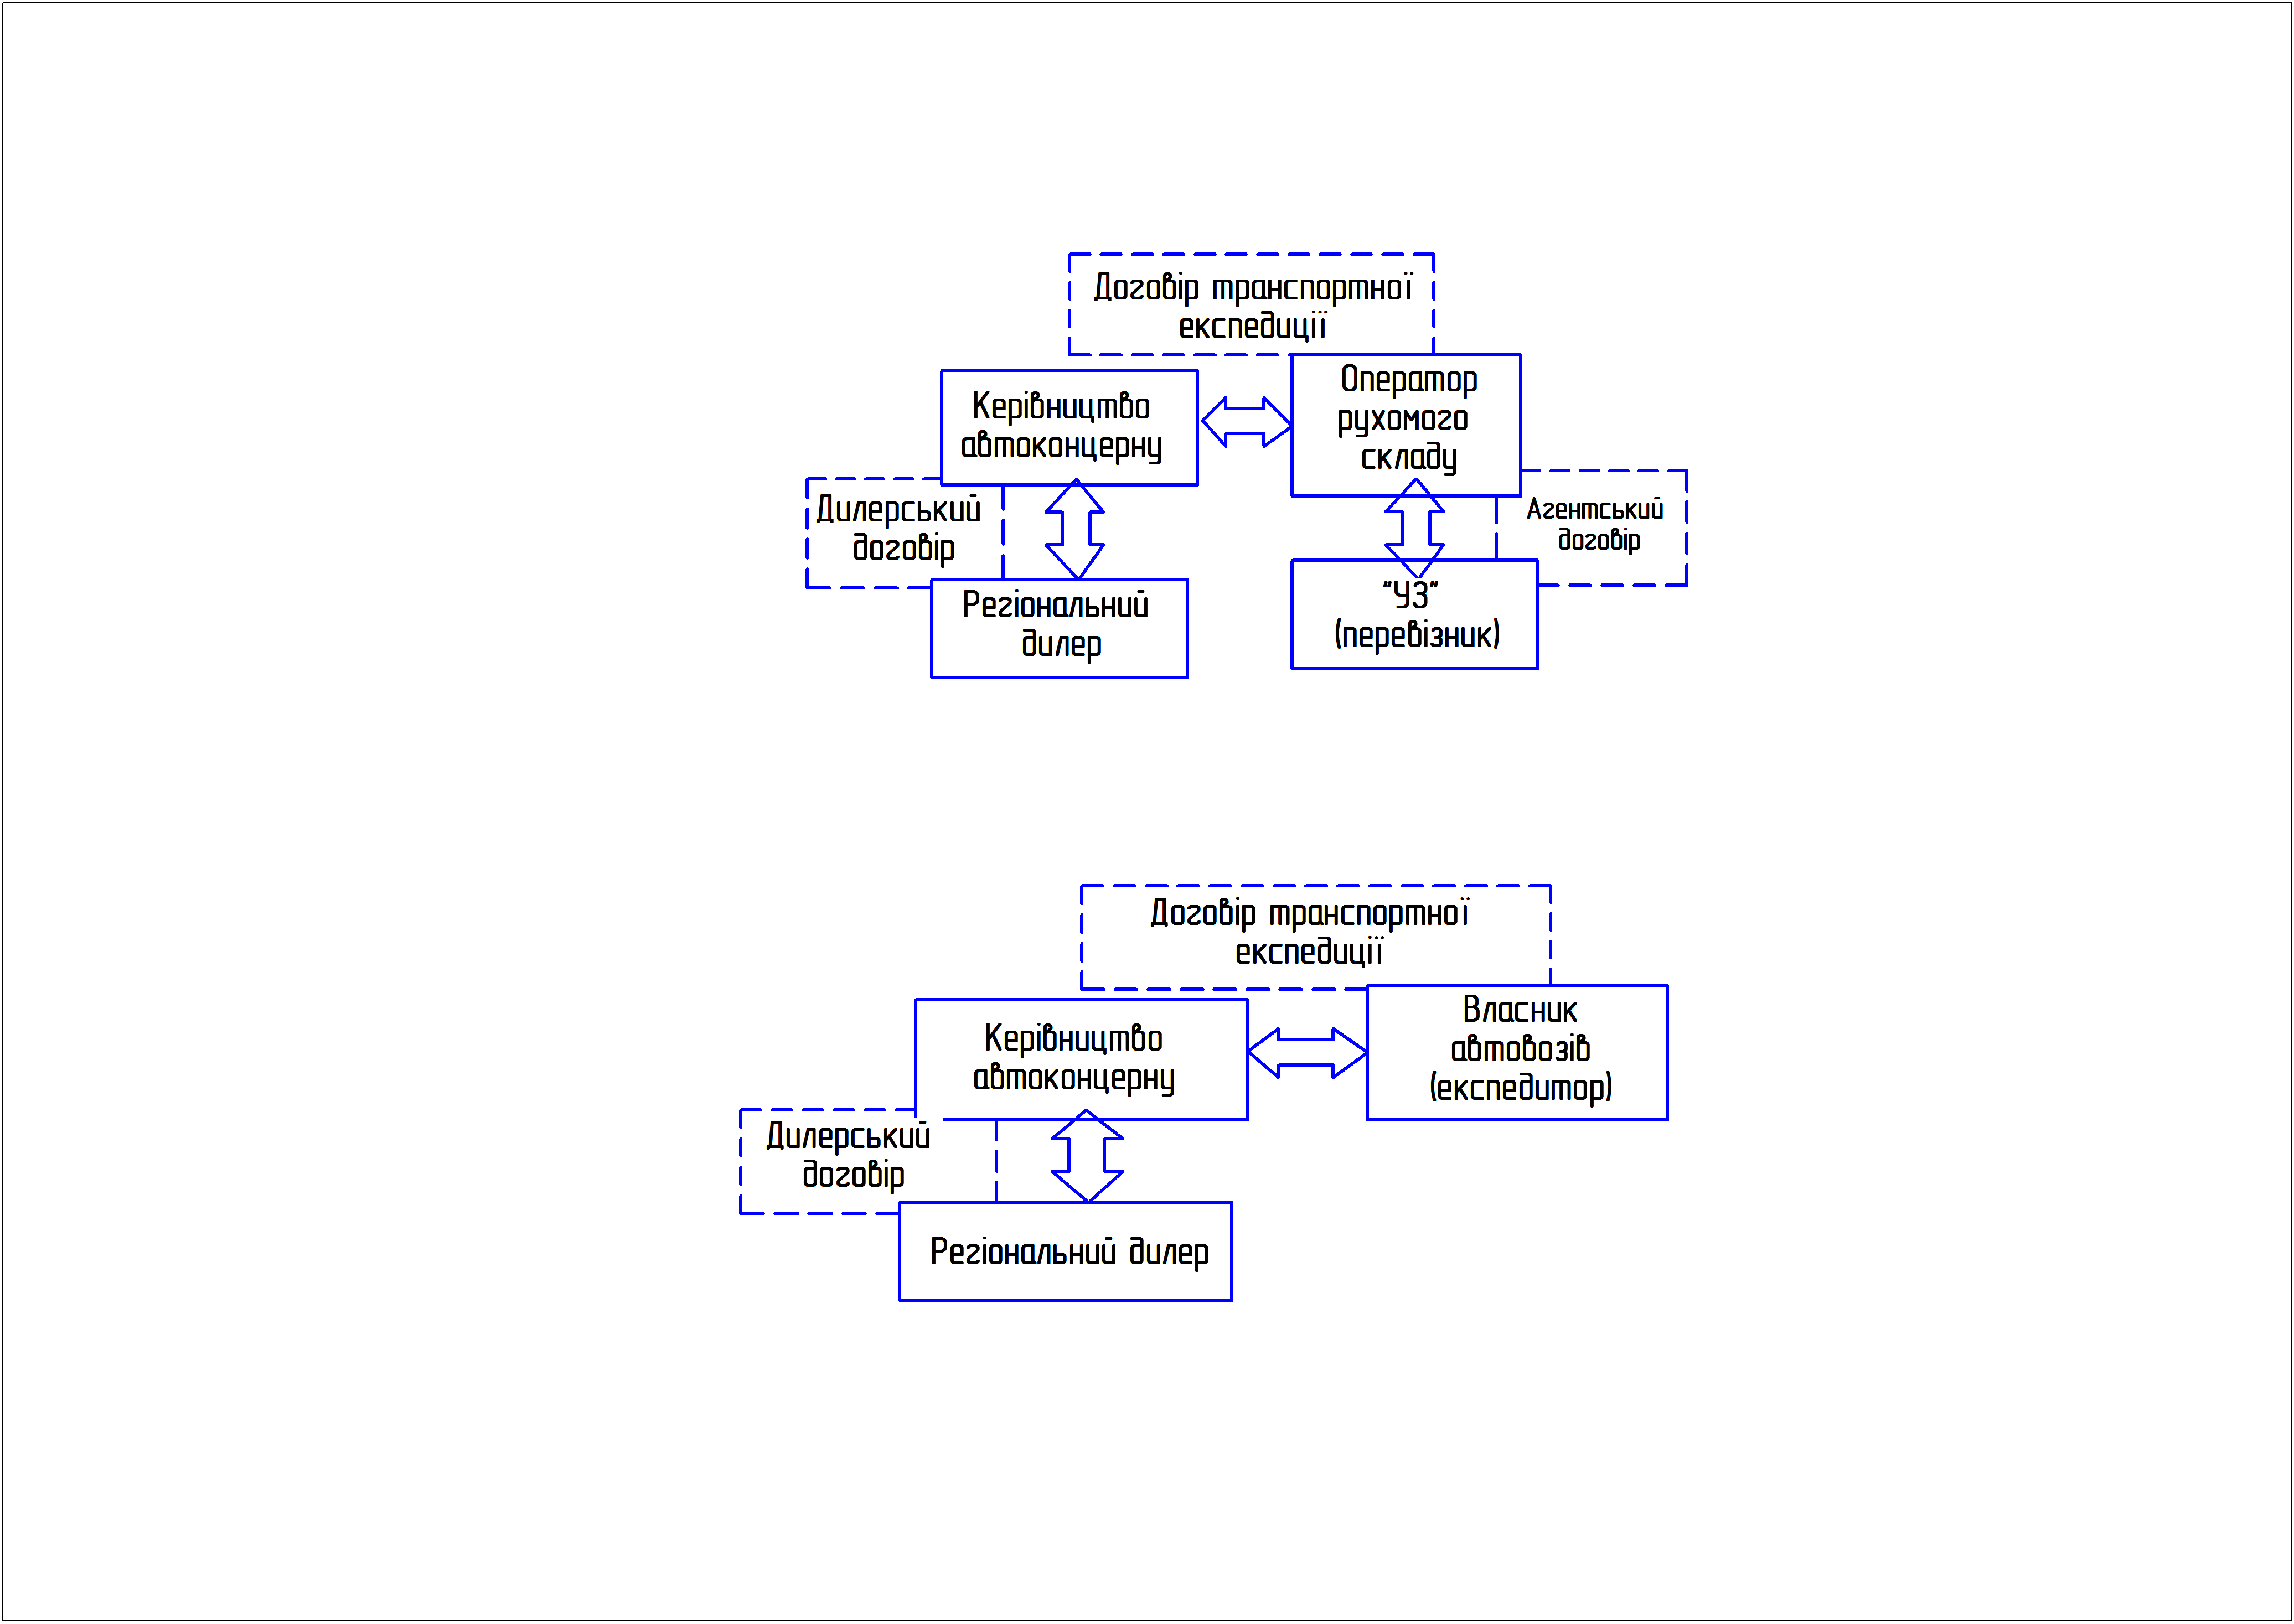 Договір транспортної
експедиції
Керівництво
автоконцерну
Оператор
рухомого
складу
Дилерський
договір
Агентський
договір
Регіональний
дилер
"УЗ"
(перевізник)
Договір транспортної
експедиції
Керівництво
автоконцерну
Власник
автовозів
(експедитор)
Дилерський
договір
Регіональний дилер